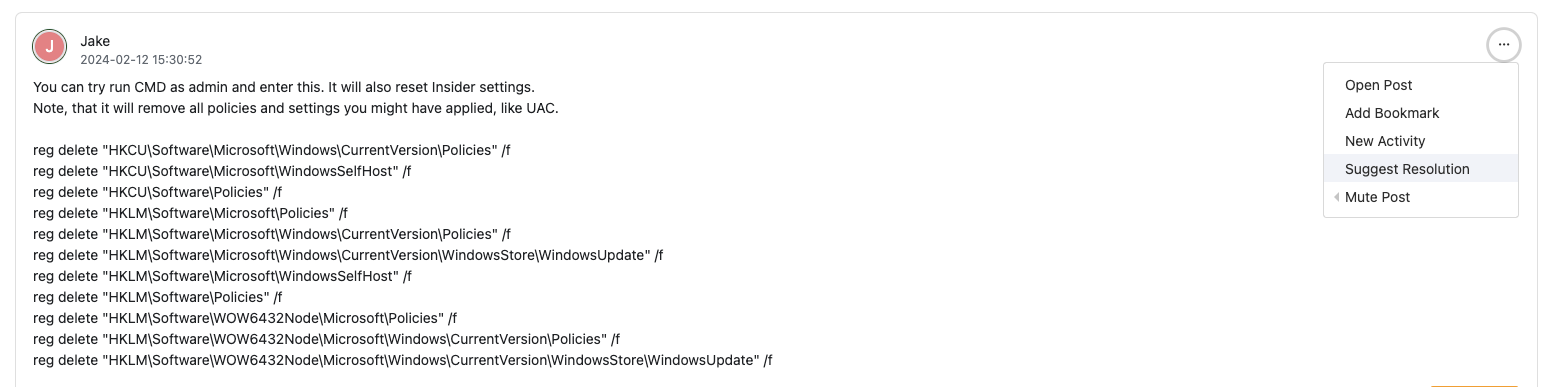 J
Jake
2024-02-12 15:30:52
...
You can try run CMD as admin and enter this. It will also reset Insider settings.
Note, that it will remove all policies and settings you might have applied, like UAC.
reg delete "HKCU\Software\Microsoft\Windows\CurrentVersion\Policies" /f
reg delete "HKCU\Software\Microsoft\WindowsSelfHost" /f
reg delete "HKCU\Software\Policies" /f
reg delete "HKLM\Software\Microsoft\Policies" /f
reg delete "HKLM\Software\Microsoft\Windows\CurrentVersion\Policies" /f
reg delete "HKLM\Software\Microsoft\Windows\CurrentVersion\WindowsStore\WindowsUpdate" /f
reg delete "HKLM\Software\Microsoft\WindowsSelfHost" /f
reg delete "HKLM\Software\Policies" /f
reg delete "HKLM\Software\WOW6432Node\Microsoft\Policies" /f
reg delete "HKLM\Software\WOW6432Node\Microsoft\Windows\CurrentVersion\Policies" /f
reg delete "HKLM\Software\WOW6432Node\Microsoft\Windows\CurrentVersion\WindowsStore\WindowsUpdate" /f
Open Post
Add Bookmark
New Activity
Suggest Resolution
Mute Post